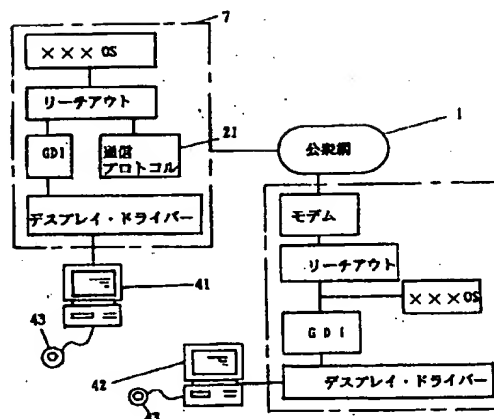 7
×××OS
リーチアウト
21
1
GDI
通信
プロトコル
公衆網
デスプレイ・ドライバー
モデム
リーチアウト
41
×××OS
43
GDI
42
デスプレイ・ドライバー
43